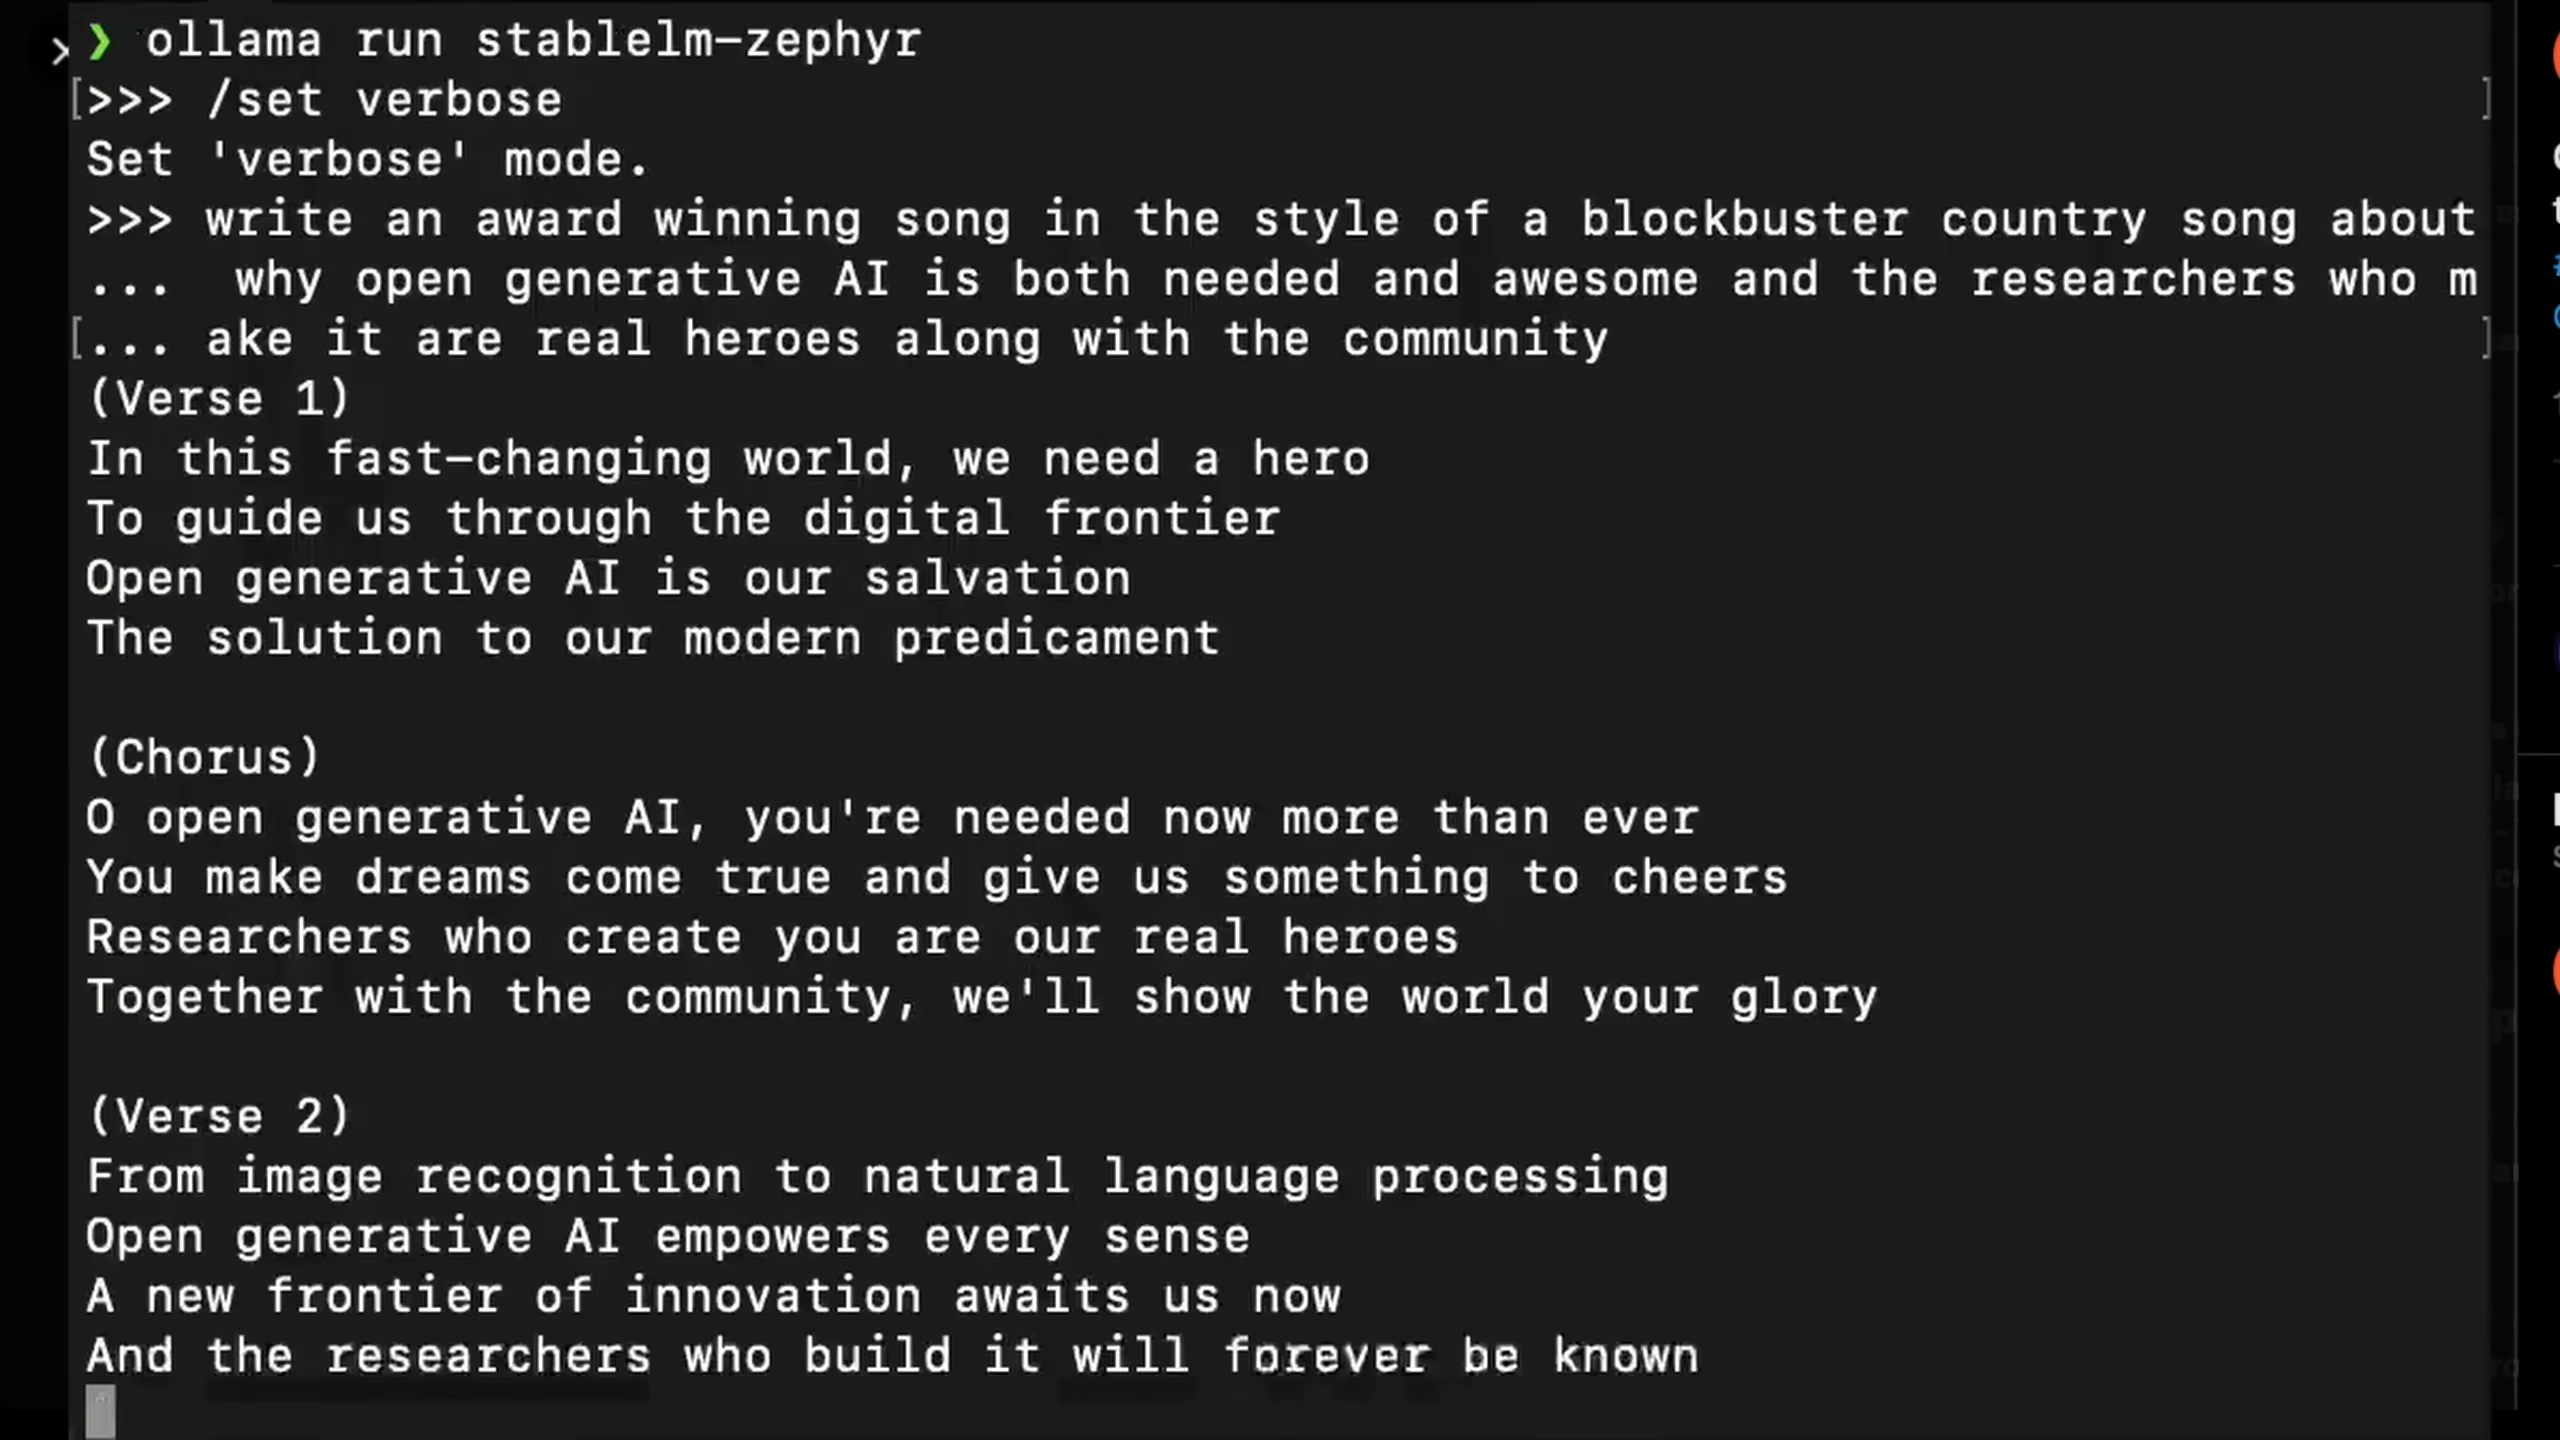 ❯ ollama run stablelm-zephyr
[>>> /set verbose ]
Set 'verbose' mode.
>>> write an award winning song in the style of a blockbuster country song about
...  why open generative AI is both needed and awesome and the researchers who m
[... ake it are real heroes along with the community ]
(Verse 1)
In this fast-changing world, we need a hero
To guide us through the digital frontier
Open generative AI is our salvation
The solution to our modern predicament
(Chorus)
O open generative AI, you're needed now more than ever
You make dreams come true and give us something to cheers
Researchers who create you are our real heroes
Together with the community, we'll show the world your glory
(Verse 2)
From image recognition to natural language processing
Open generative AI empowers every sense
A new frontier of innovation awaits us now
And the researchers who build it will forever be known